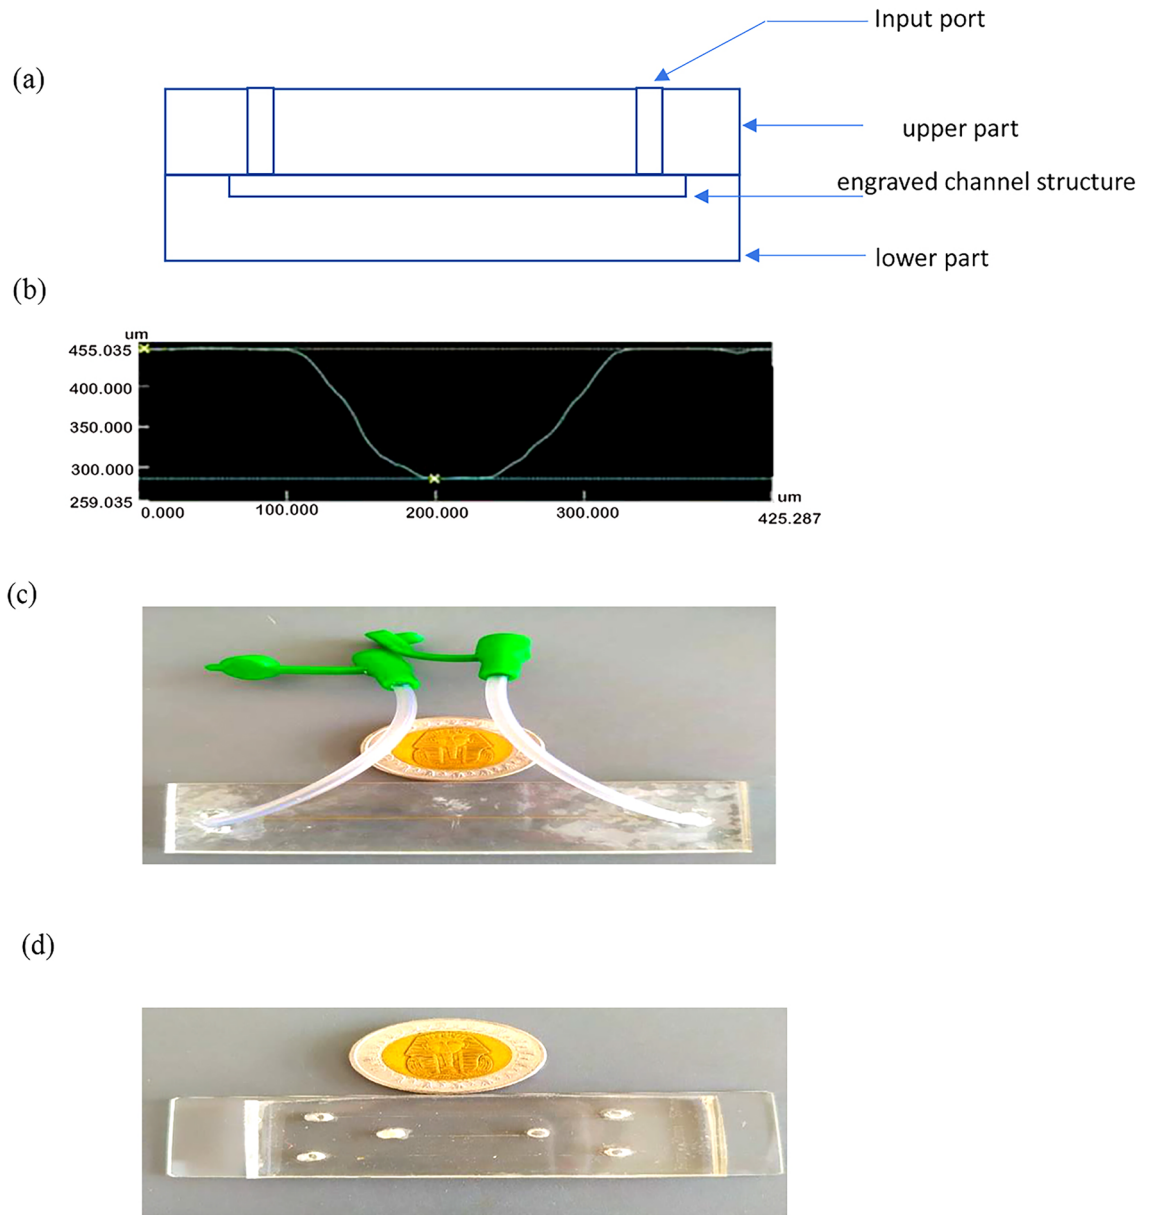 Input port
(a)
upper part
engraved channel structure
lower part
(b)
um
455.035
400.000
350.000
300.000
259.035
um
0.000 100.000 200.000 300.000 425.287
(c)
(d)